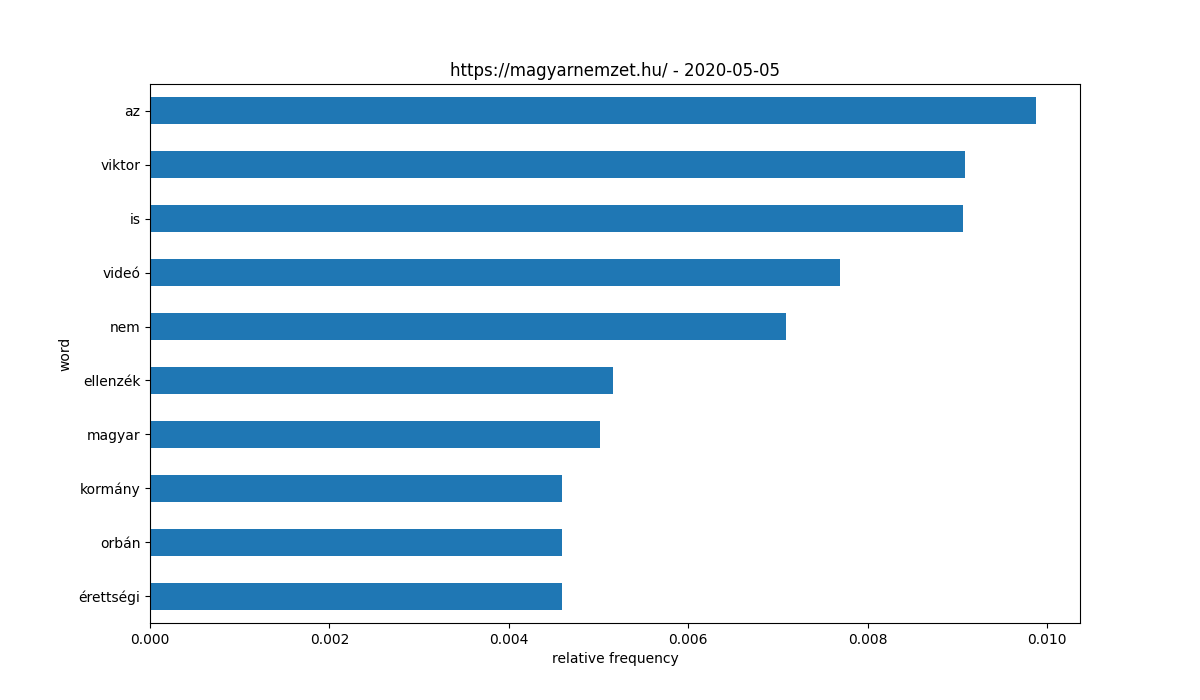 https://magyarnemzet.hu/ - 2020-05-05
az
viktor
is
videó
nem
ellenzék
magyar
kormány
orbán
érettségi
word
0.000 0.002 0.004 0.006 0.008 0.010
relative frequency